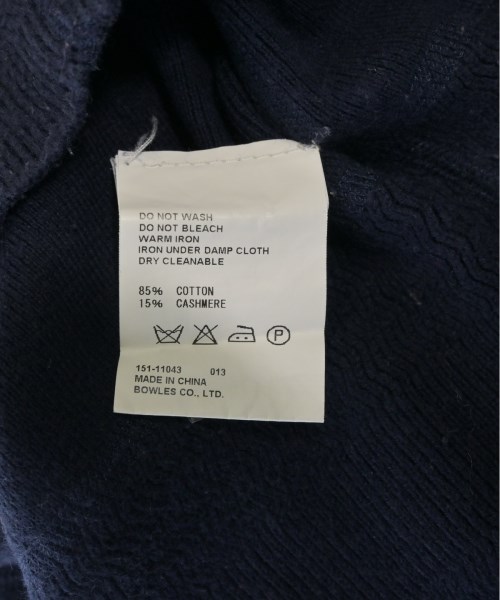 DO NOT WASH
DO NOT BLEACH
WARM IRON
IRON UNDER DAMP CLOTH
DRY CLEANABLE
85% COTTON
15% CASHMERE
P
151-11043 013
MADE IN CHINA
BOWLES CO., LTD.